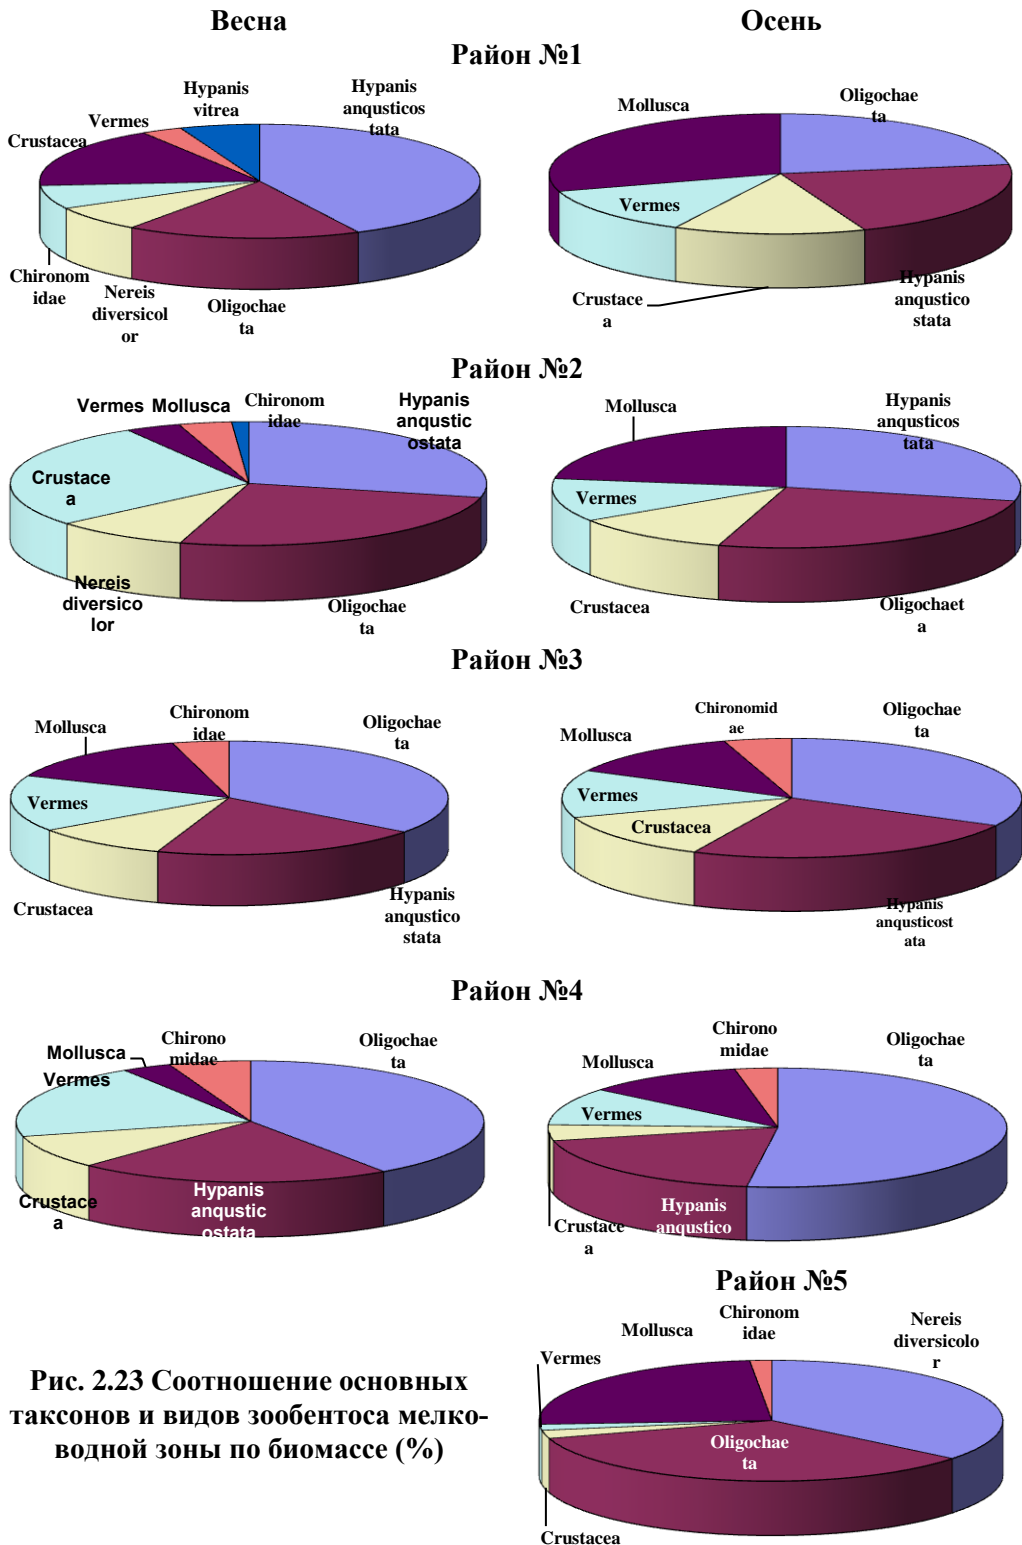 Весна
Осень
Район №1
Hypanis
vitrea
Hypanis
anqusticos
tata
Vermes
Crustacea
Chironom
idae
Nereis
diversicol
or
Oligochae
ta
Mollusca
Oligochae
ta
Vermes
Crustace
a
Hypanis
anqustico
stata
Район №2
Vermes
Mollusca
Chironom
idae
Hypanis
anqustic
ostata
Crustace
a
Nereis
diversico
lor
Oligochae
ta
Mollusca
Hypanis
anqusticos
tata
Vermes
Crustacea
Oligochaet
a
Район №3
Mollusca
Chironom
idae
Oligochae
ta
Vermes
Crustacea
Hypanis
anqustico
stata
Mollusca
Chironomid
ae
Oligochae
ta
Vermes
Crustacea
Hypanis
anqusticost
ata
Район №4
Mollusca
Vermes
Chirono
midae
Oligochae
ta
Crustace
a
Hypanis
anqustic
ostata
Mollusca
Chirono
midae
Oligochae
ta
Vermes
Crustace
a
Hypanis
anqustico
Район №5
Vermes
Mollusca
Chironom
idae
Nereis
diversicolo
r
Oligochae
ta
Crustacea
Рис. 2.23 Соотношение основных
таксонов и видов зообентоса мелко-
водной зоны по биомассе (%)